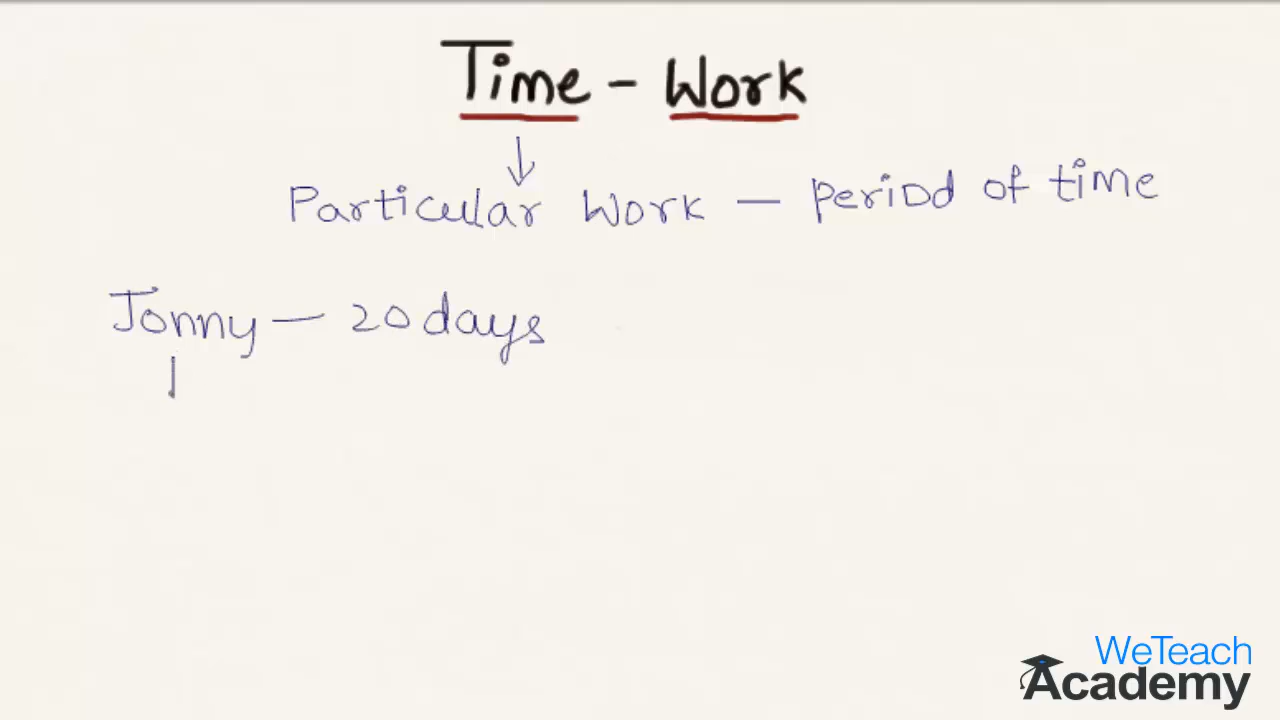 Time - Work
Particular Work — period of time
Jonny — 20 days
WeTeach
Academy